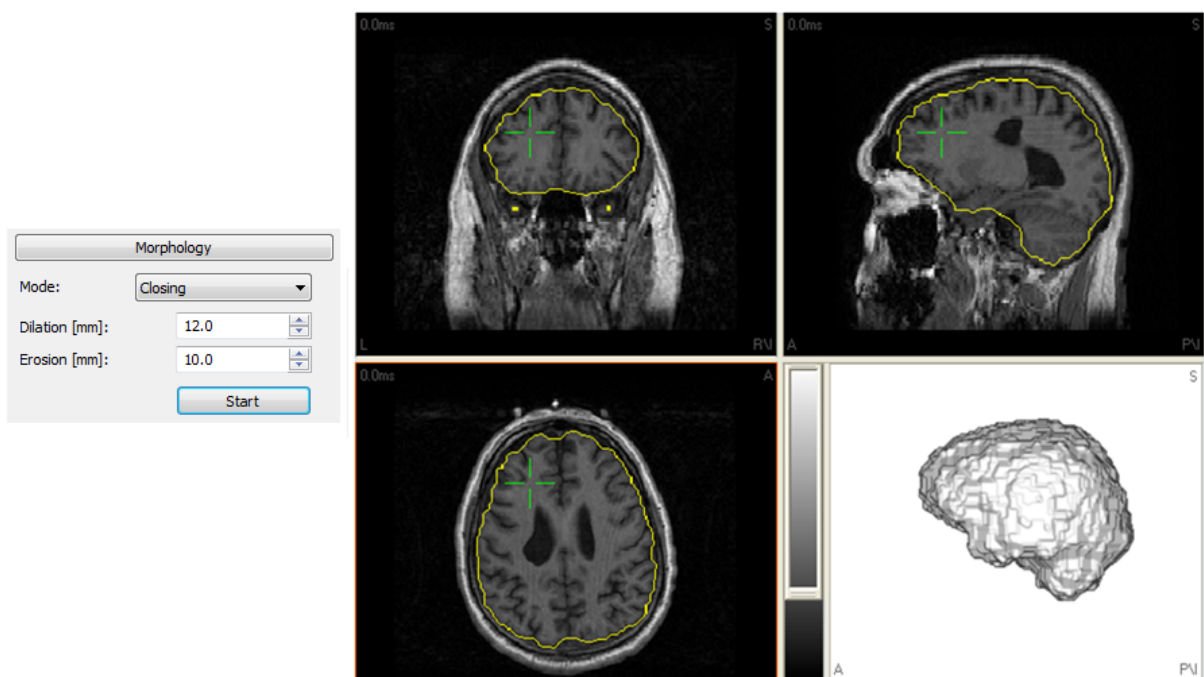 Morphology
Mode: Closing
Dilation [mm]: 12.0
Erosion [mm]: 10.0
Start
0.0ms S
L
0.0ms S
A
0.0ms A
S
A